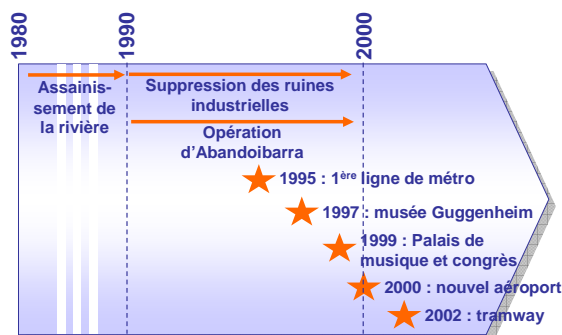 1980
1990
2000
Assainis-
sement de
la rivière
Suppression des ruines
industrielles
Opération
d'Abandoibarra
1995 : 1ère ligne de métro
1997 : musée Guggenheim
1999 : Palais de
musique et congrès
2000 : nouvel aéroport
2002 : tramway